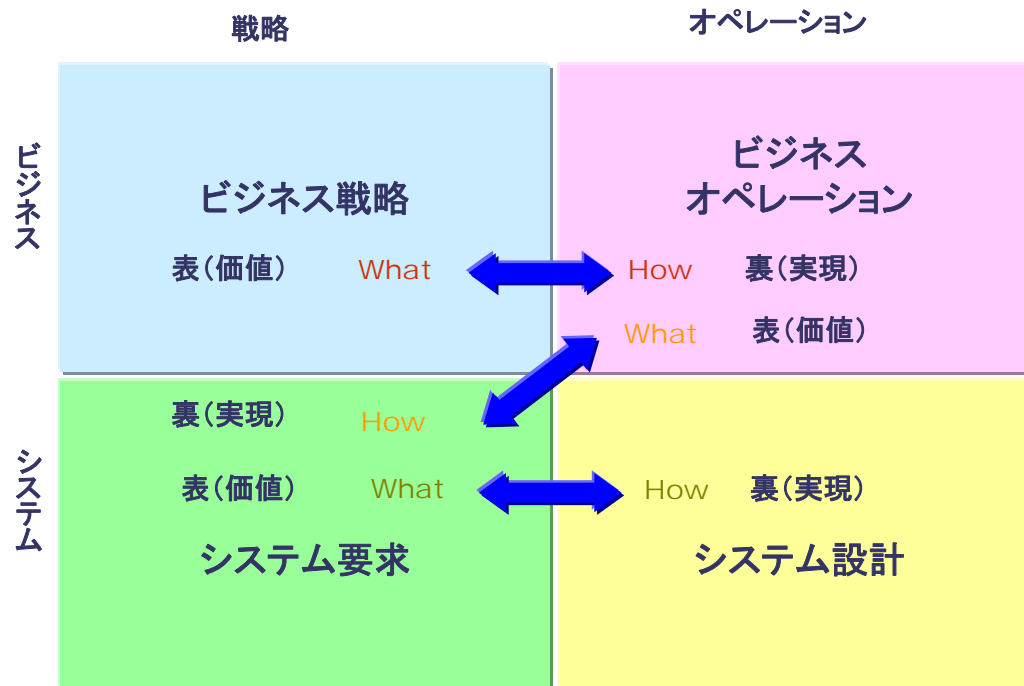 戦略
オペレーション
ビジネス
ビジネス戦略
ビジネス
オペレーション
表（価値） What
How 裏（実現）
What 表（価値）
システム
裏（実現） How
表（価値） What
How 裏（実現）
システム要求
システム設計